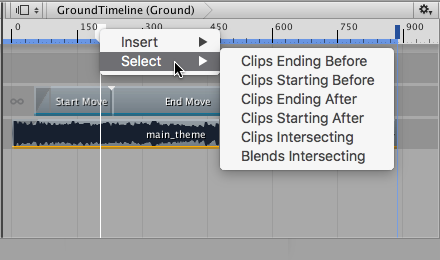 GroundTimeline (Ground)
0 150 600 750 900
Insert
Select
Clips Ending Before
Clips Starting Before
Clips Ending After
Clips Starting After
Clips Intersecting
Blends Intersecting
Start Move End Move
main_theme